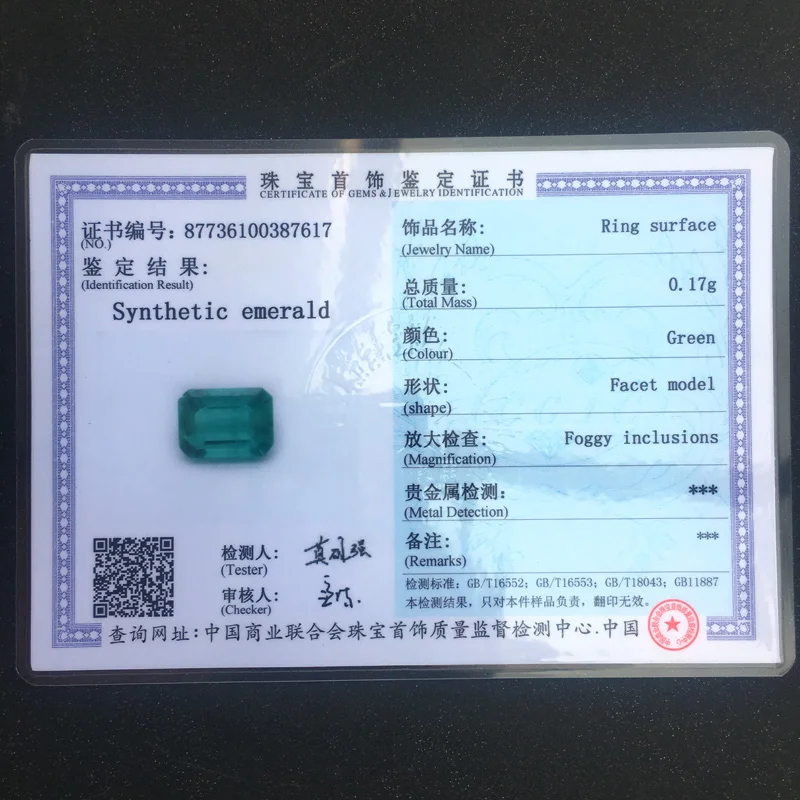 珠宝首饰鉴定证书
CERTIFICATE OF GEMS &JEWELRY IDENTIFICATION
证书编号: 87736100387617
(NO.)
鉴定结果:
(Identification Result)
Synthetic emerald
检测人:
(Tester)
审核人:
(Checker)
饰品名称: Ring surface
(Jewelry Name)
总质量: 0.17g
(Total Mass)
颜色: Green
(Colour)
形状: Facet model
(shape)
放大检查: Foggy inclusions
(Magnification)
贵金属检测: ***
(Metal Detection)
备注: ***
(Remarks)
检测标准: GB/T16552; GB/T16553; GB/T18043; GB11887
本检测结果, 只对本件样品负责, 翻印无效。
查询网址:中国商业联合会珠宝首饰质量监督检测中心.中国